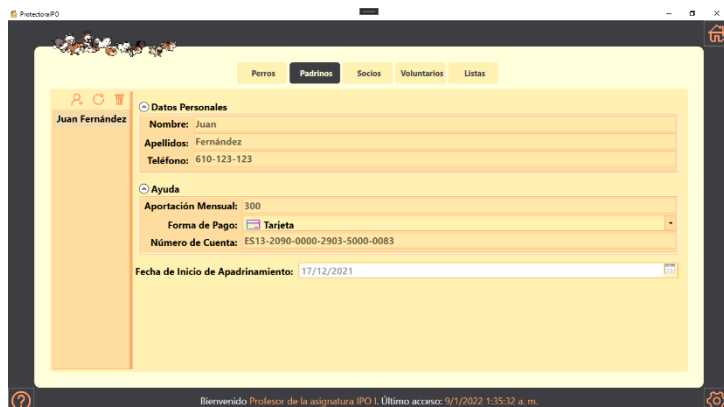 ProtectoraIPO
Perros Padrinos Socios Voluntarios Listas
Juan Fernández
Datos Personales
Nombre: Juan
Apellidos: Fernández
Teléfono: 610-123-123
Ayuda
Aportación Mensual: 300
Forma de Pago: Tarjeta
Número de Cuenta: ES13-2090-0000-2903-5000-0083
Fecha de Inicio de Apadrinamiento: 17/12/2021
Bienvenido Profesor de la asignatura IPO I. Último acceso: 9/1/2022 1:35:32 a. m.